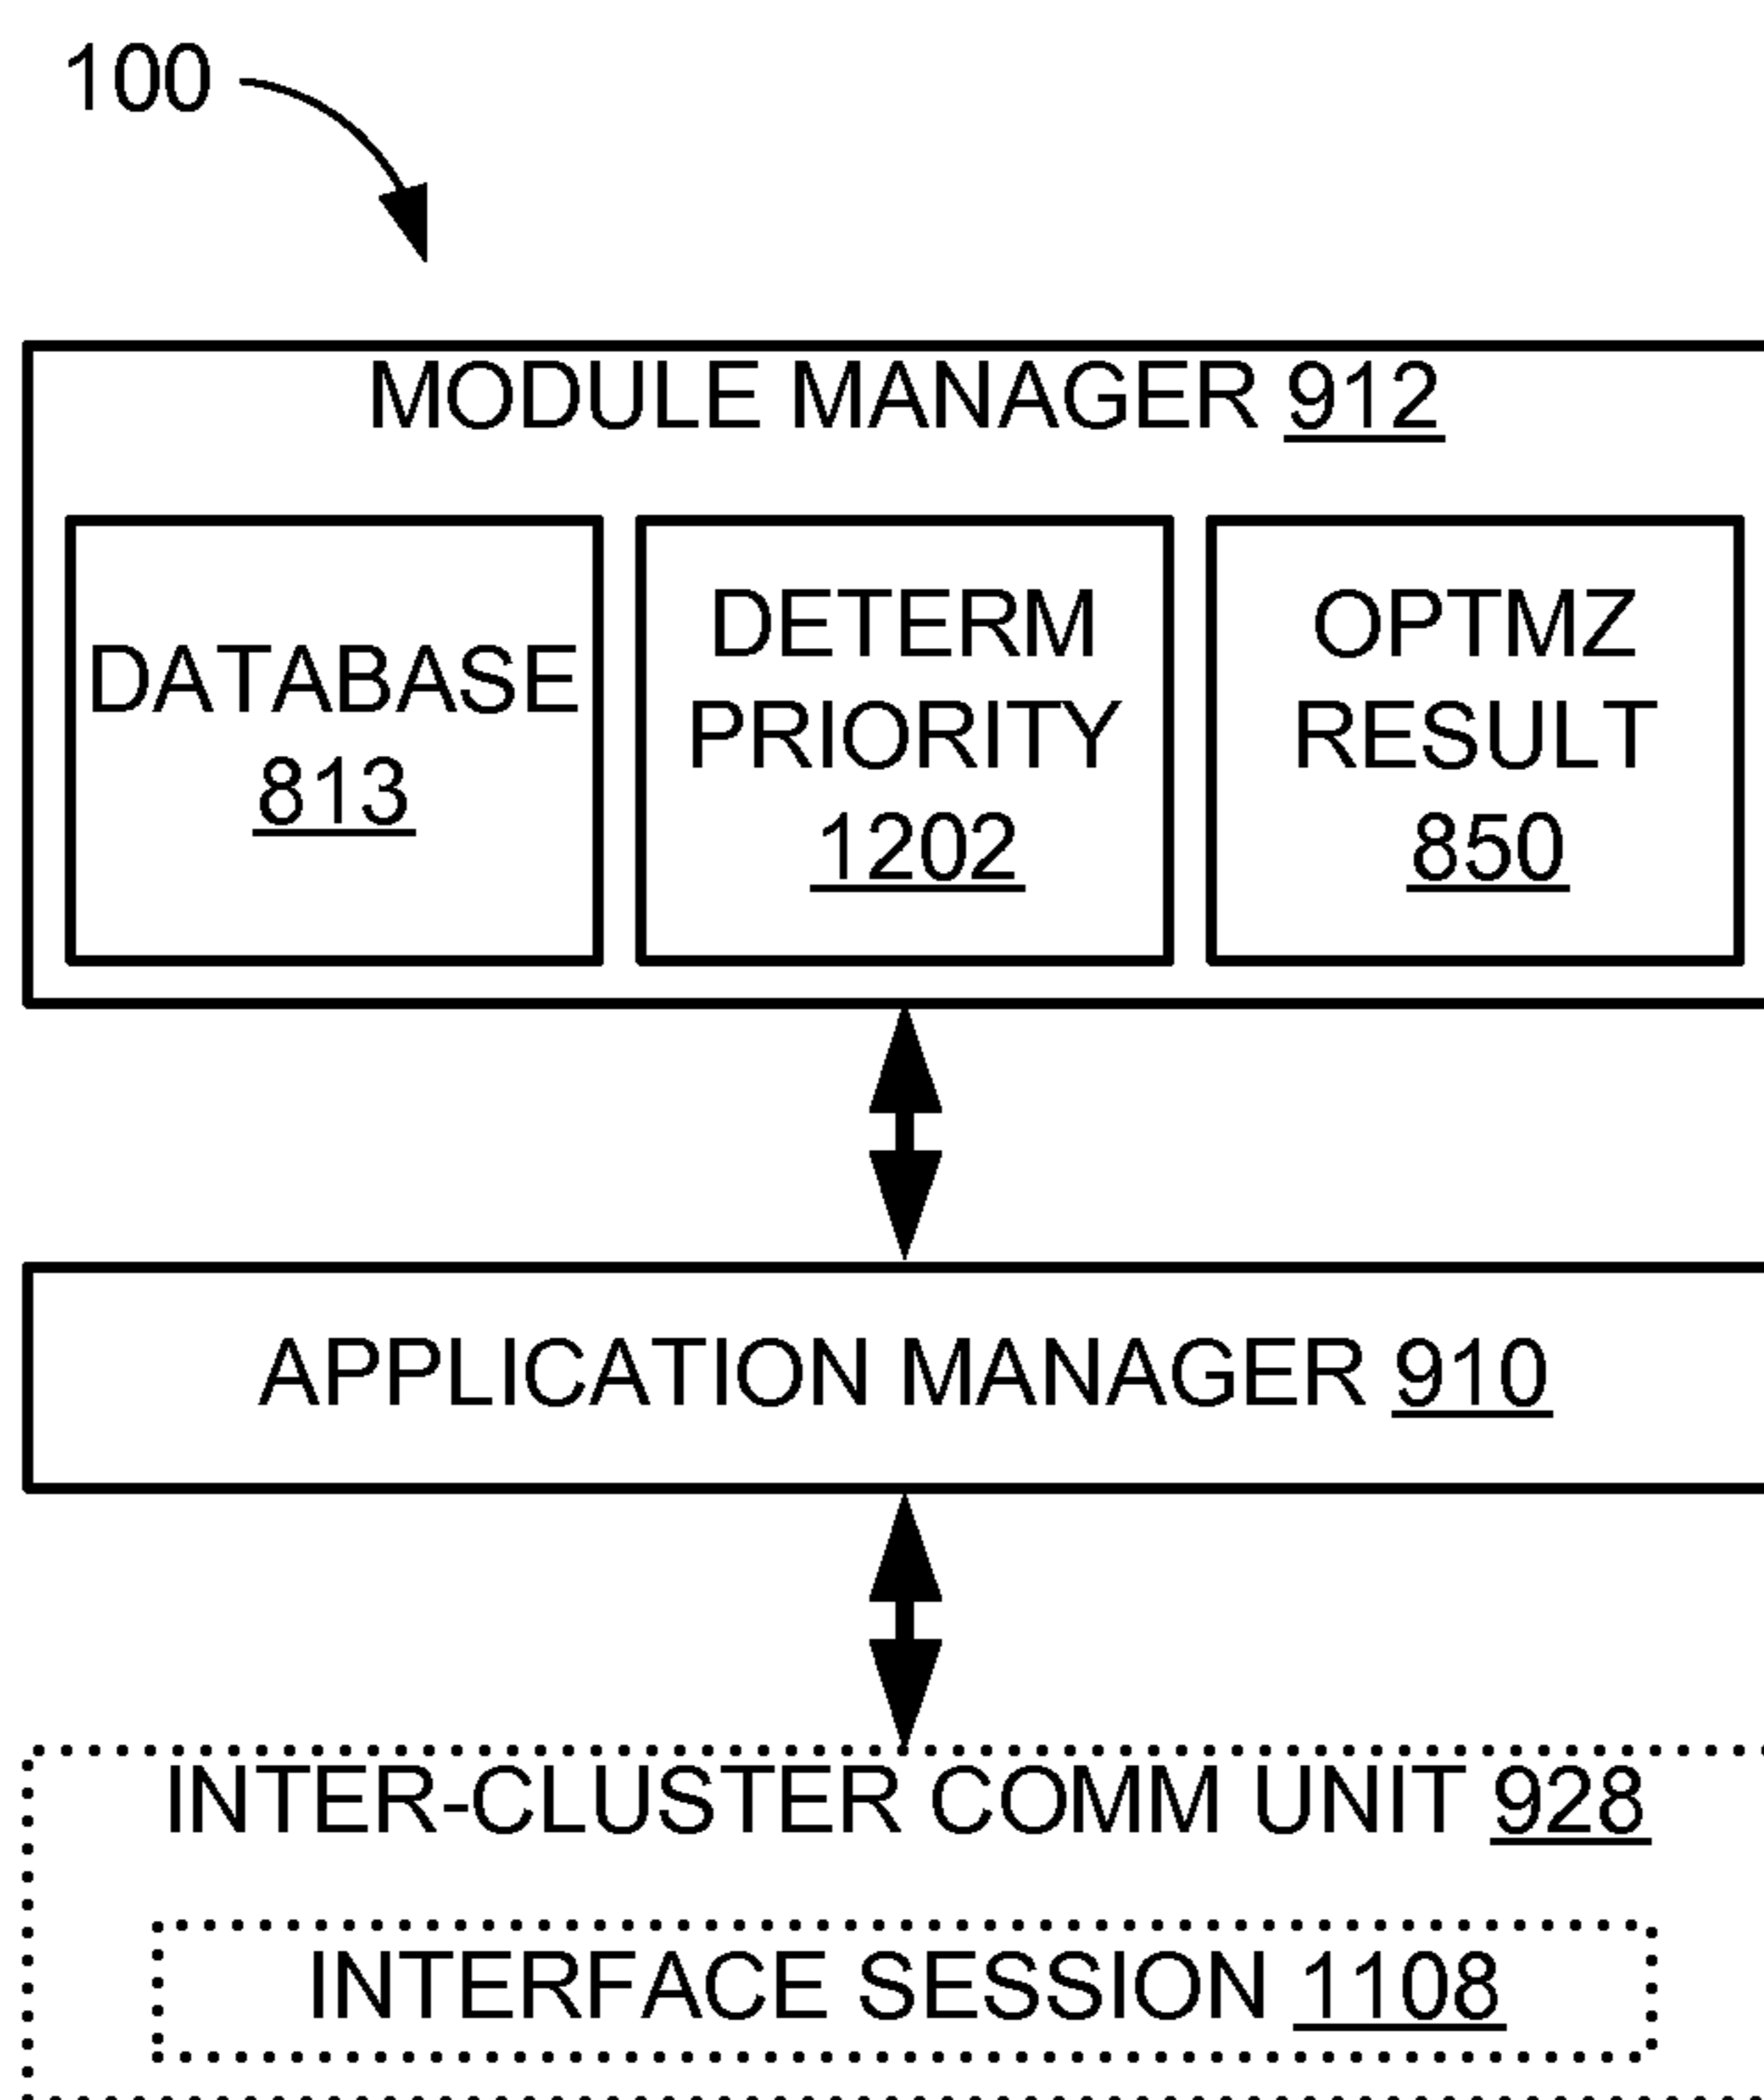 100
MODULE MANAGER 912
DATABASE
813
DETERM
PRIORITY
1202
OPTMZ
RESULT
850
APPLICATION MANAGER 910
INTER-CLUSTER COMM UNIT 928
INTERFACE SESSION 1108